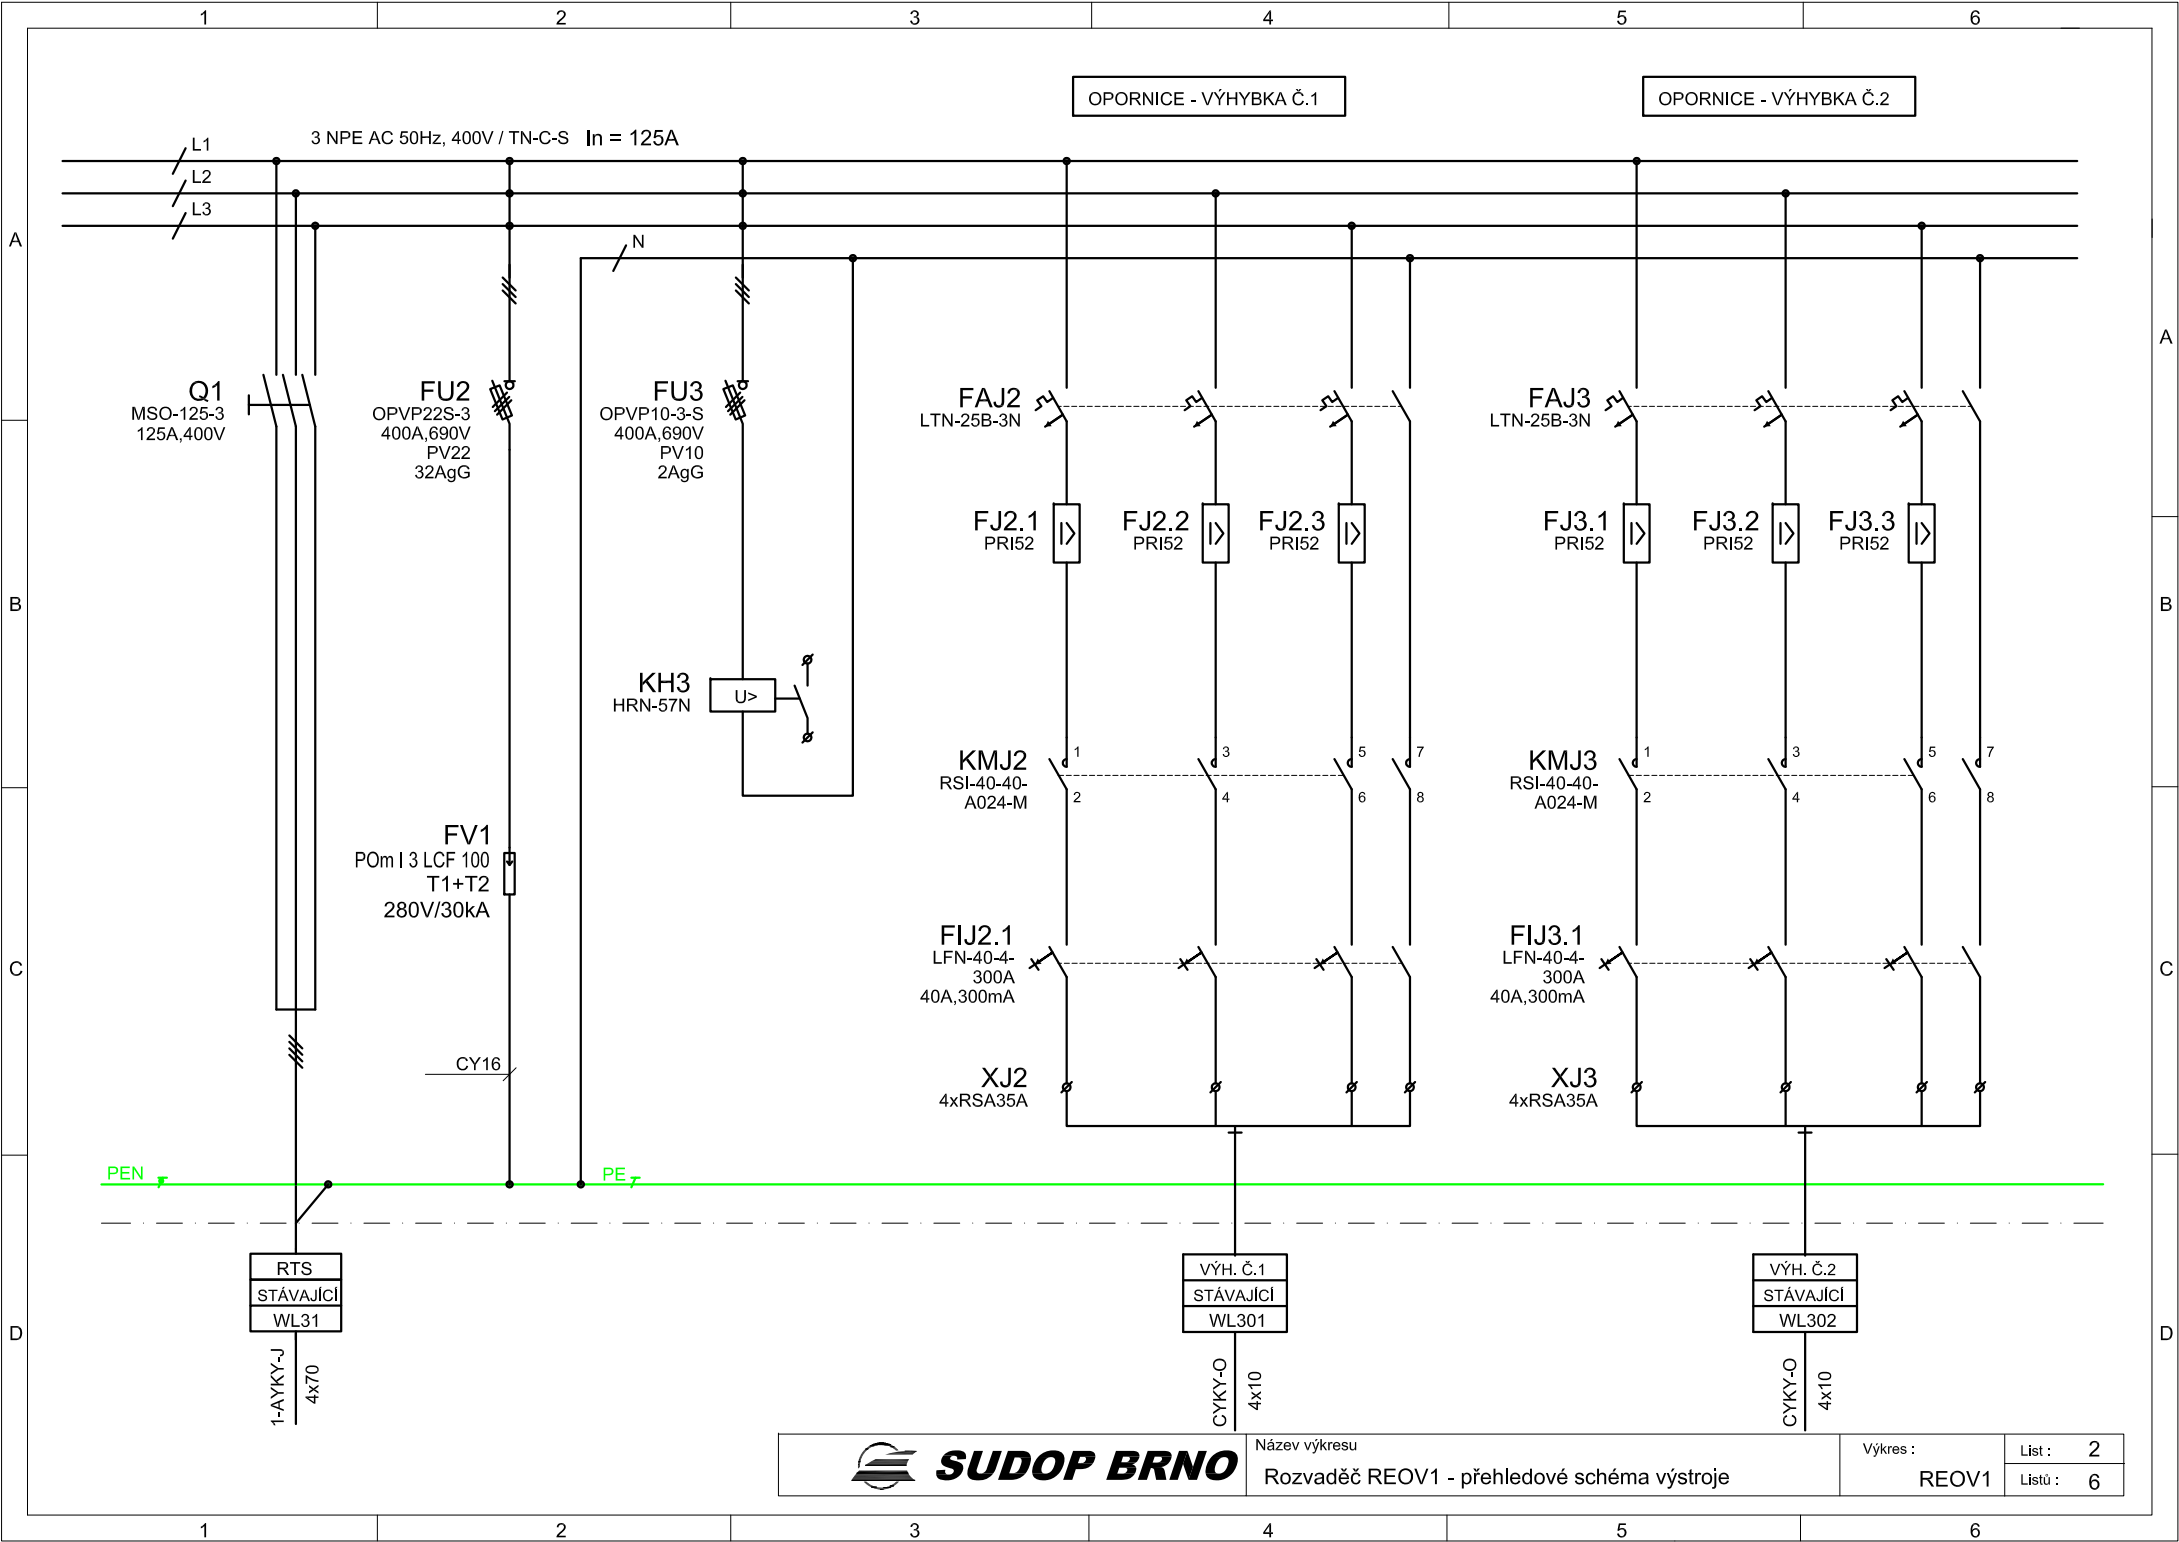 1
2
3
4
5
6
OPORNICE - VÝHYBKA Č.1
OPORNICE - VÝHYBKA Č.2
3 NPE AC 50Hz, 400V / TN-C-S In = 125A
L1
L2
L3
N
A
A
Q1
MSO-125-3
125A,400V
FU2
OPVP22S-3
400A,690V
PV22
32AgG
FU3
OPVP10-3-S
400A,690V
PV10
2AgG
FAJ2
LTN-25B-3N
FAJ3
LTN-25B-3N
FJ2.1
PRI52
FJ2.2
PRI52
FJ2.3
PRI52
FJ3.1
PRI52
FJ3.2
PRI52
FJ3.3
PRI52
B
B
KH3
HRN-57N
U>
KMJ2
RSI-40-40-
A024-M
1
2
3
4
5
6
7
8
KMJ3
RSI-40-40-
A024-M
1
2
3
4
5
6
7
8
FV1
POm I 3 LCF 100
T1+T2
280V/30kA
FIJ2.1
LFN-40-4-
300A
40A,300mA
FIJ3.1
LFN-40-4-
300A
40A,300mA
C
C
CY16
XJ2
4xRSA35A
XJ3
4xRSA35A
PEN
PE
RTS
STÁVAJÍCÍ
WL31
1-AYKY-J
4x70
VÝH. Č.1
STÁVAJÍCÍ
WL301
CYKY-O
4x10
VÝH. Č.2
STÁVAJÍCÍ
WL302
CYKY-O
4x10
D
D
SUDOP BRNO
Název výkresu
Rozvaděč REOV1 - přehledové schéma výstroje
Výkres :
REOV1
List : 2
Listů : 6
1
2
3
4
5
6